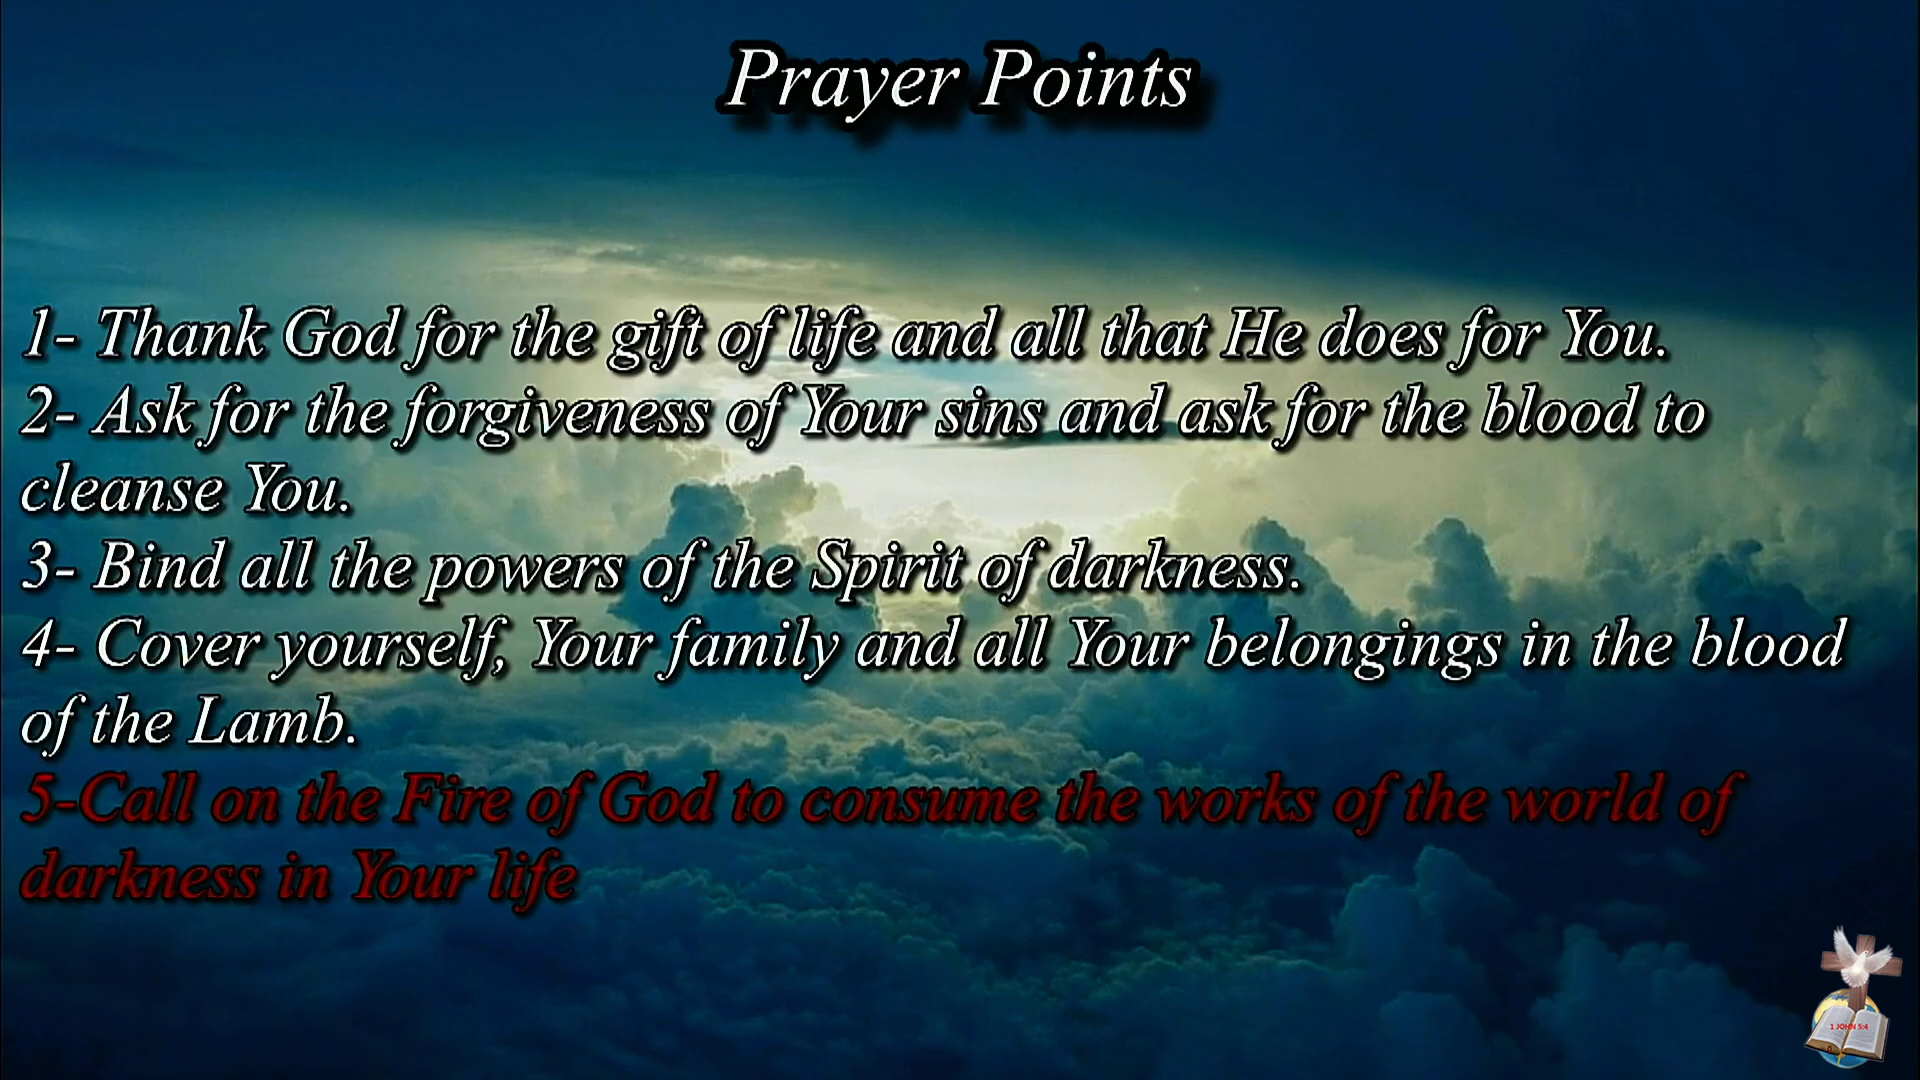 Prayer Points
1- Thank God for the gift of life and all that He does for You.
2- Ask for the forgiveness of Your sins and ask for the blood to
cleanse You.
3- Bind all the powers of the Spirit of darkness.
4- Cover yourself, Your family and all Your belongings in the blood
of the Lamb.
5-Call on the Fire of God to consume the works of the world of
darkness in Your life
1 JOHN 5:4